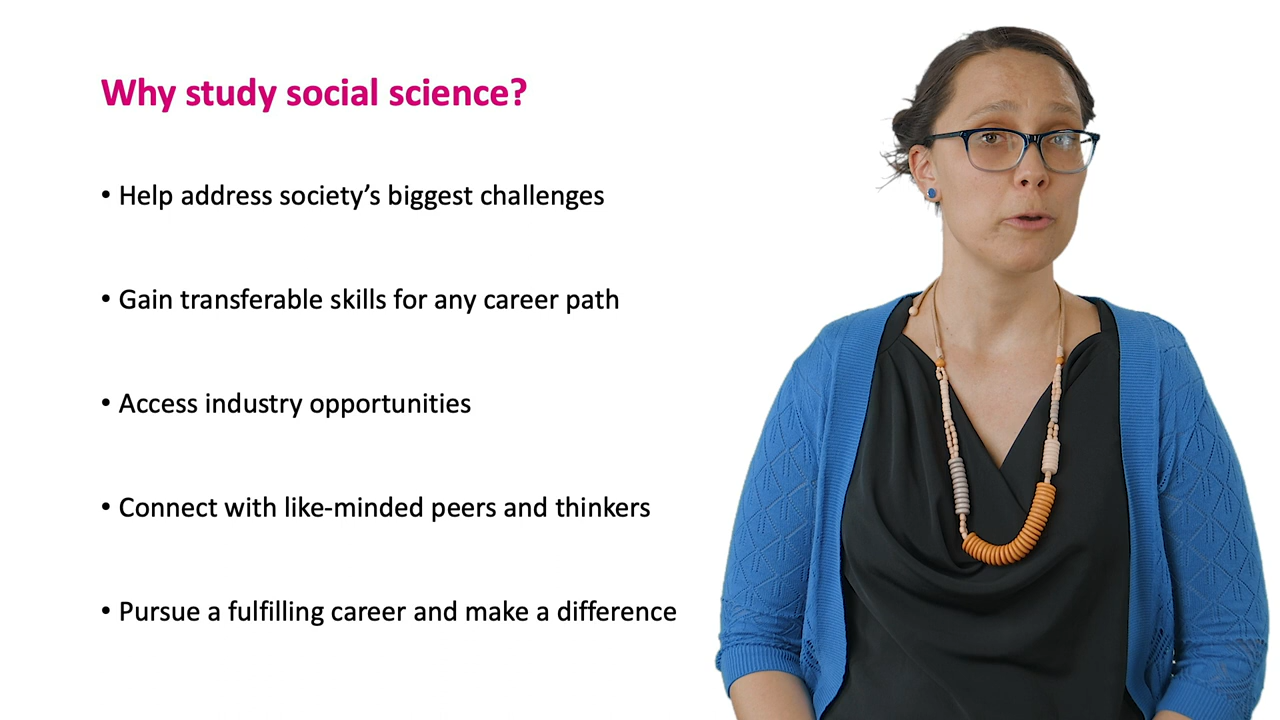 Why study social science?
• Help address society’s biggest challenges
• Gain transferable skills for any career path
• Access industry opportunities
• Connect with like-minded peers and thinkers
• Pursue a fulfilling career and make a difference